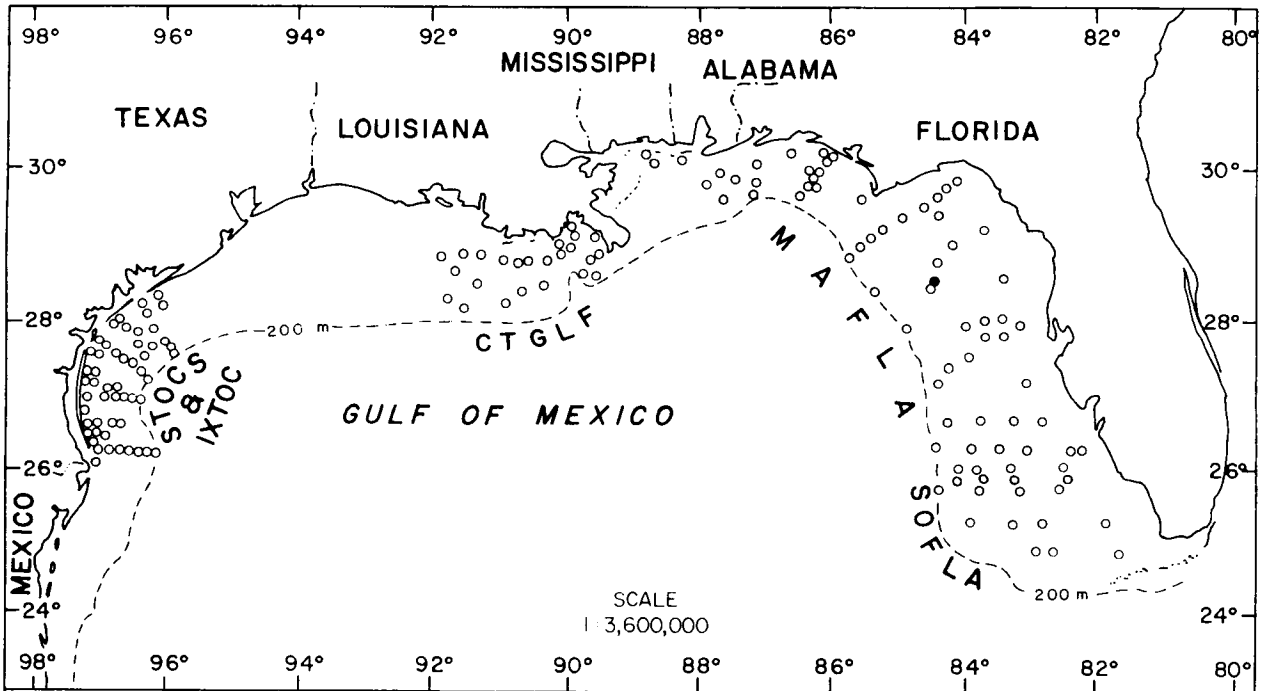 98° 96° 94° 92° 90° 88° 86° 84° 82° 80°
MISSISSIPPI ALABAMA
TEXAS LOUISIANA FLORIDA
30° 30°
MAFLA
28° 200 m CTGLF 28°
STOCS & IXTOC
GULF OF MEXICO
26° 26°
SOFLA
MEXICO
200 m
24° 24°
SCALE
1:3,600,000
98° 96° 94° 92° 90° 88° 86° 84° 82° 80°